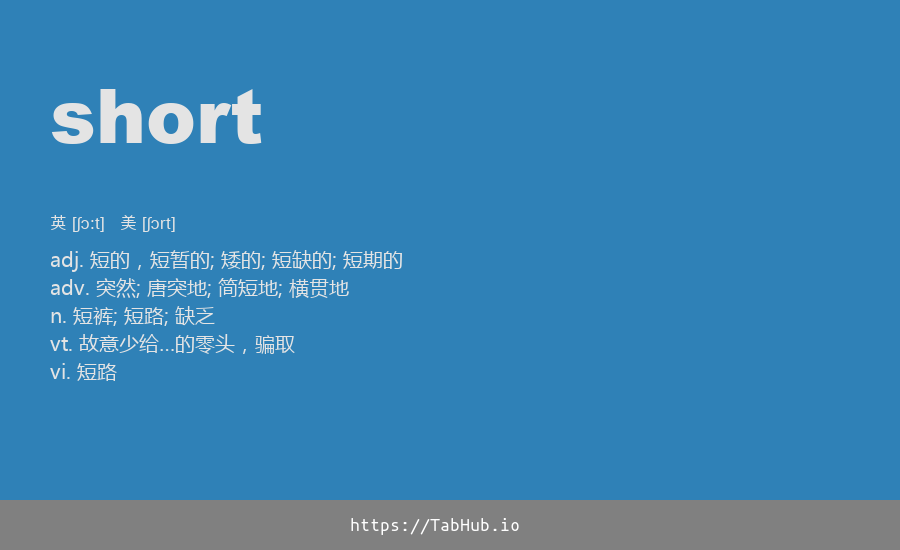 short
英 [ʃɔ:t] 美 [ʃɔrt]
adj. 短的，短暂的; 矮的; 短缺的; 短期的
adv. 突然; 唐突地; 简短地; 横贯地
n. 短裤; 短路; 缺乏
vt. 故意少给…的零头，骗取
vi. 短路
https://TabHub.io